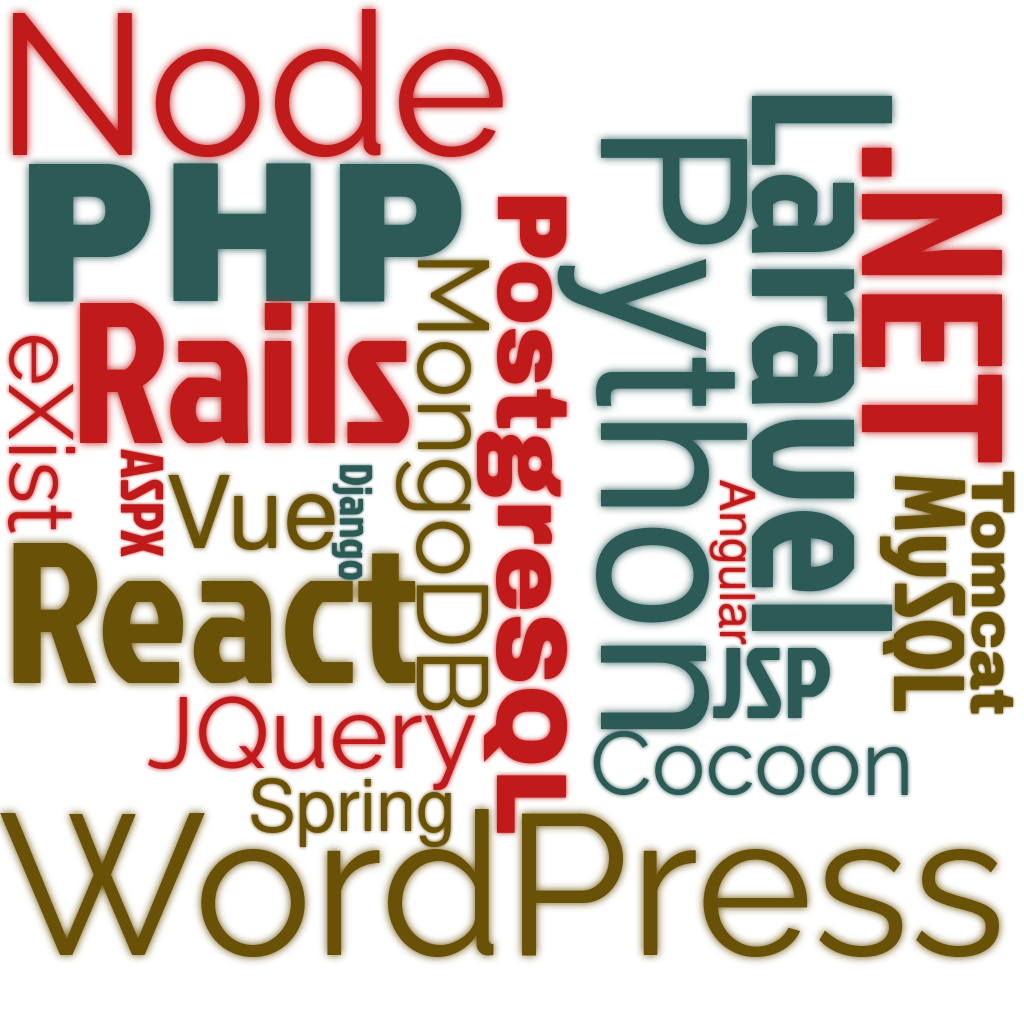 Node
PHP
Rails
eXist
ASPX
Vue
Django
MongoDB
PostgresQL
Python
Laravel
.NET
Angular
MySQL
Tomcat
React
JSP
JQuery
Cocoon
Spring
WordPress